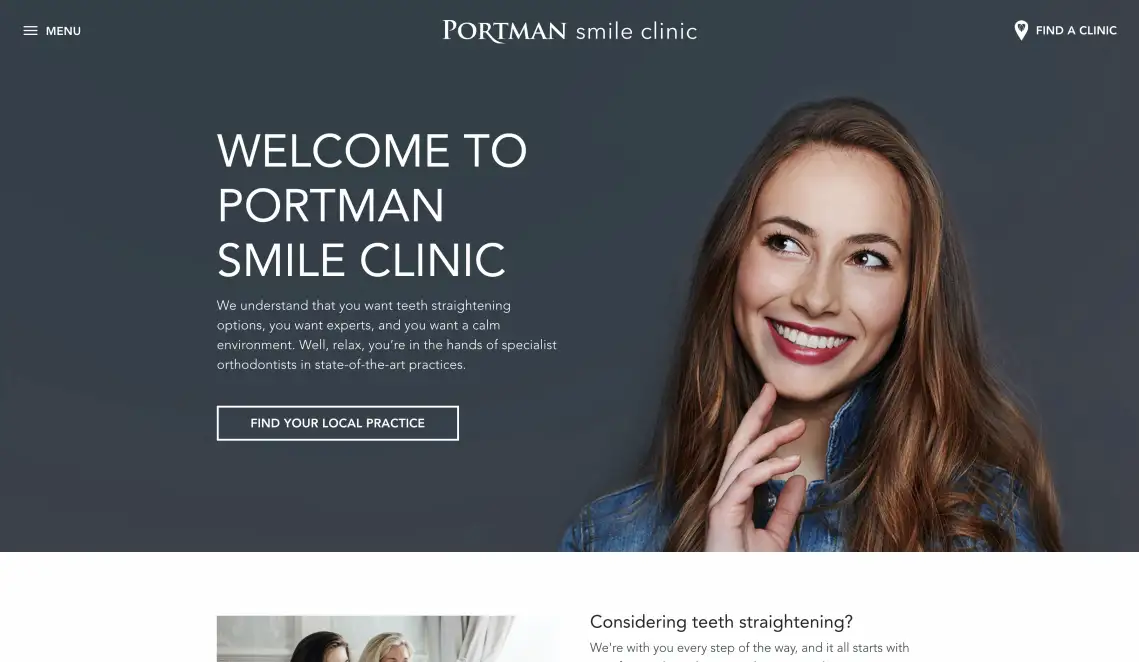 MENU
PORTMAN smile clinic
FIND A CLINIC
WELCOME TO
PORTMAN
SMILE CLINIC
We understand that you want teeth straightening
options, you want experts, and you want a calm
environment. Well, relax, you’re in the hands of specialist
orthodontists in state-of-the-art practices.
FIND YOUR LOCAL PRACTICE
Considering teeth straightening?
We're with you every step of the way, and it all starts with